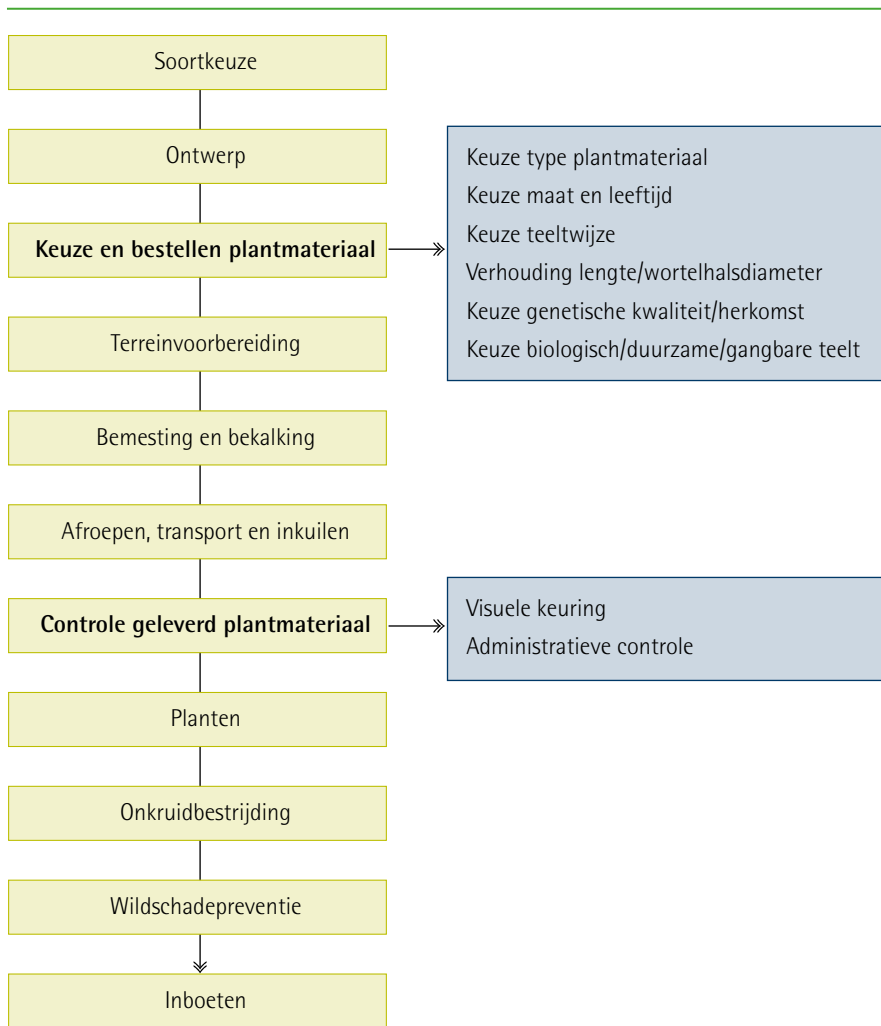 Soortkeuze
Ontwerp
Keuze en bestellen plantmateriaal
Keuze type plantmateriaal
Keuze maat en leeftijd
Keuze teeltwijze
Verhouding lengte/wortelhalsdiameter
Keuze genetische kwaliteit/herkomst
Keuze biologisch/duurzame/gangbare teelt
Terreinvoorbereiding
Bemesting en bekalking
Afroepen, transport en inkuilen
Controle geleverd plantmateriaal
Visuele keuring
Administratieve controle
Planten
Onkruidbestrijding
Wildschadepreventie
Inboeten